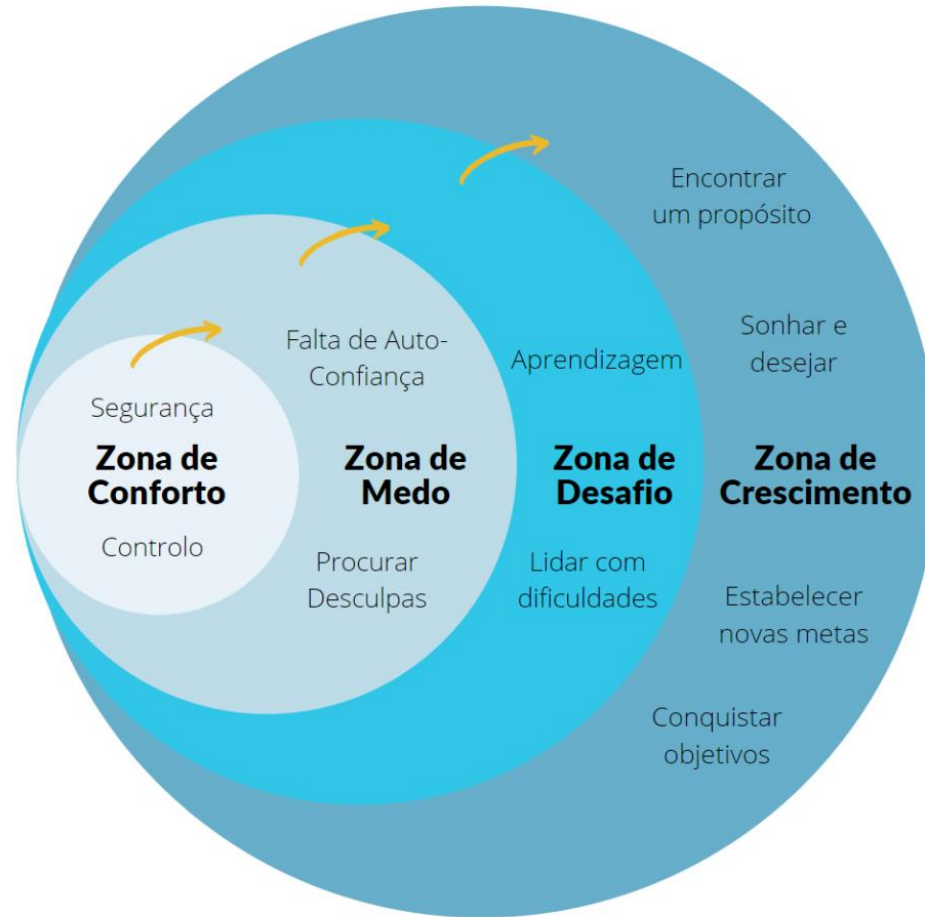 Segurança
Zona de
Conforto
Controlo
Falta de Auto-
Confiança
Zona de
Medo
Procurar
Desculpas
Aprendizagem
Zona de
Desafio
Lidar com
dificuldades
Encontrar
um propósito
Sonhar e
desejar
Zona de
Crescimento
Estabelecer
novas metas
Conquistar
objetivos